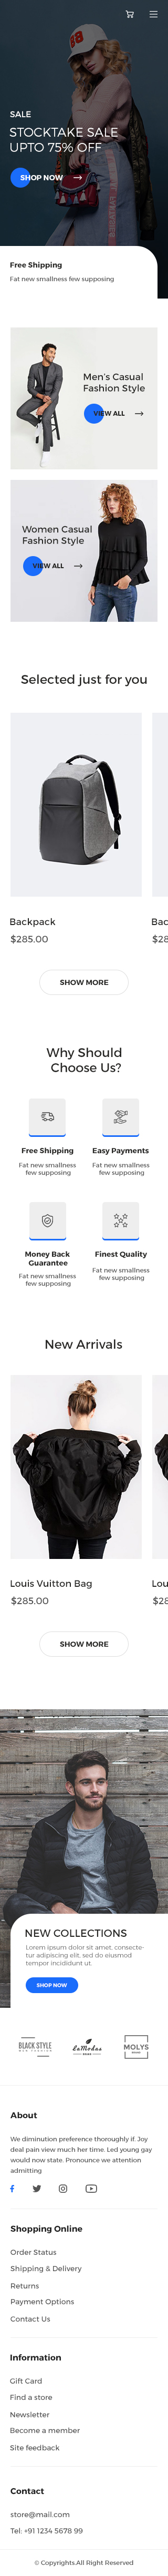 SALE
STOCKTAKE SALE
UPTO 75% OFF
SHOP NOW
Free Shipping
Fat new smallness few supposing
Men's Casual
Fashion Style
VIEW ALL
Women Casual
Fashion Style
VIEW ALL
Selected just for you
Backpack
Bac
$285.00
$28
SHOW MORE
Why Should
Choose Us?
Free Shipping
Fat new smallness
few supposing
Easy Payments
Fat new smallness
few supposing
Money Back
Guarantee
Fat new smallness
few supposing
Finest Quality
Fat new smallness
few supposing
New Arrivals
Louis Vuitton Bag
Lou
$285.00
$28
SHOW MORE
NEW COLLECTIONS
Lorem ipsum dolor sit amet, consecte-
tur adipiscing elit, sed do eiusmod
tempor incididunt ut.
SHOP NOW
BLACK STYLE
LaModas
MOLYS
About
We diminution preference thoroughly if. Joy
deal pain view much her time. Led young gay
would now state. Pronounce we attention
admitting
Shopping Online
Order Status
Shipping & Delivery
Returns
Payment Options
Contact Us
Information
Gift Card
Find a store
Newsletter
Become a member
Site feedback
Contact
store@mail.com
Tel: +91 1234 5678 99
© Copyrights.All Right Reserved